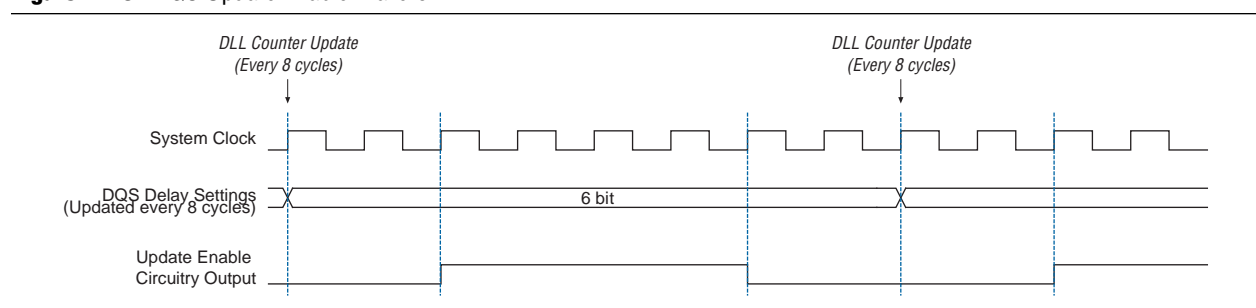 DLL Counter Update
(Every 8 cycles)
DLL Counter Update
(Every 8 cycles)
System Clock
DQS Delay Settings
(Updated every 8 cycles)
6 bit
Update Enable
Circuitry Output